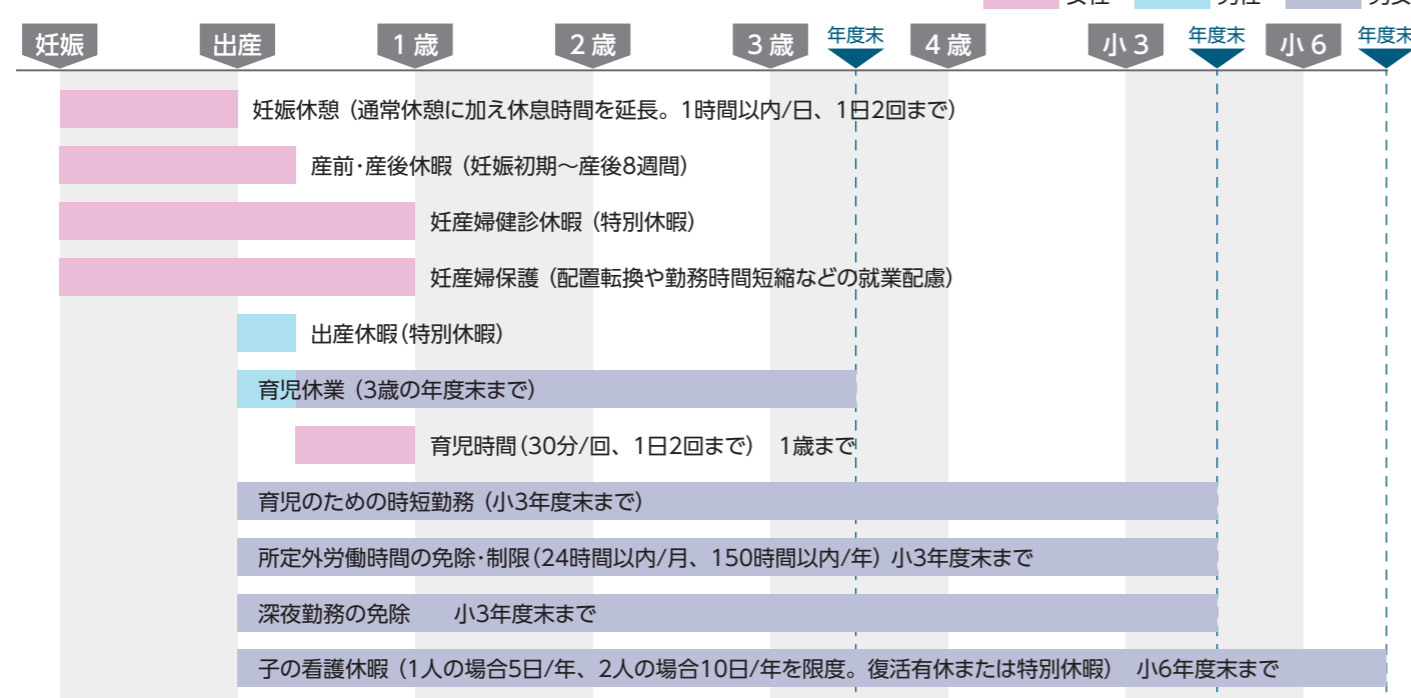 妊娠 出産 1歳 2歳 3歳 年度末 4歳 小3 年度末 小6 年度末
妊娠休憩（通常休憩に加え休息時間を延長。1時間以内/日、1日2回まで）
産前・産後休暇（妊娠初期～産後8週間）
妊産婦健診休暇（特別休暇）
妊産婦保護（配置転換や勤務時間短縮などの就業配慮）
出産休暇（特別休暇）
育児休業（3歳の年度末まで）
育児時間（30分/回、1日2回まで） 1歳まで
育児のための時短勤務（小3年度末まで）
所定外労働時間の免除・制限（24時間以内/月、150時間以内/年）小3年度末まで
深夜勤務の免除 小3年度末まで
子の看護休暇（1人の場合5日/年、2人の場合10日/年を限度。復活有休または特別休暇） 小6年度末まで